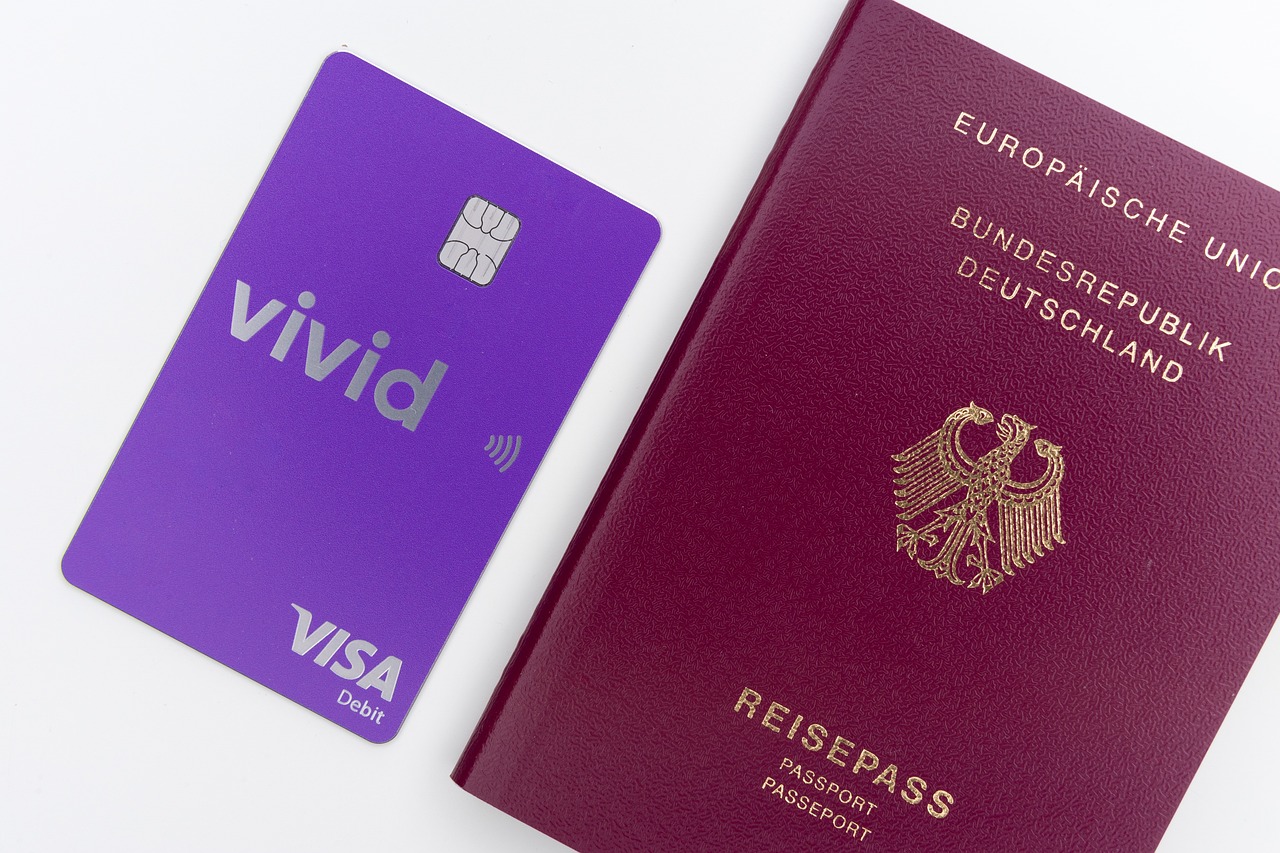 vivid
VISA
Debit
EUROPÄISCHE UNIO
BUNDESREPUBLIK
DEUTSCHLAND
REISEPASS
PASSPORT
PASSEPORT